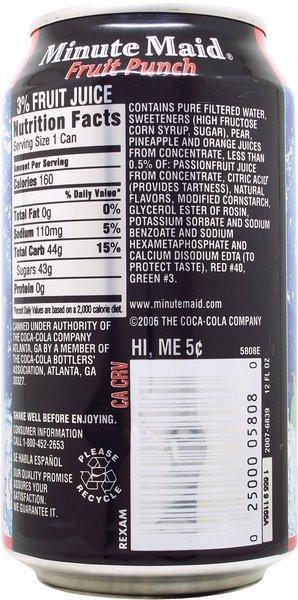 Minute Maid®
Fruit Punch
3% FRUIT JUICE
Nutrition Facts
Serving Size 1 Can
Amount Per Serving
Calories 160
% Daily Value*
Total Fat 0g 0%
Sodium 110mg 5%
Total Carb 44g 15%
Sugars 43g
Protein 0g
Percent Daily Values are based on a 2,000 calorie diet.
CANNED UNDER AUTHORITY OF
THE COCA-COLA COMPANY,
ATLANTA, GA BY A MEMBER OF
THE COCA-COLA BOTTLERS'
ASSOCIATION, ATLANTA, GA
30327.
SHAKE WELL BEFORE ENJOYING.
CONSUMER INFORMATION
CALL 1-800-452-2653
SE HABLA ESPAÑOL
OUR QUALITY PROMISE
ASSURES YOUR
SATISFACTION.
WE GUARANTEE IT.
PLEASE
RECYCLE
CONTAINS PURE FILTERED WATER,
SWEETENERS (HIGH FRUCTOSE
CORN SYRUP, SUGAR), PEAR,
PINEAPPLE AND ORANGE JUICES
FROM CONCENTRATE, LESS THAN
0.5% OF: PASSIONFRUIT JUICE
FROM CONCENTRATE, CITRIC ACID
(PROVIDES TARTNESS), NATURAL
FLAVORS, MODIFIED CORNSTARCH,
GLYCEROL ESTER OF ROSIN,
POTASSIUM SORBATE AND SODIUM
BENZOATE AND SODIUM
HEXAMETAPHOSPHATE AND
CALCIUM DISODIUM EDTA (TO
PROTECT TASTE), RED #40,
GREEN #3.
www.minutemaid.com
©2006 THE COCA-COLA COMPANY
HI, ME 5¢
5808E
CA CRV
REXAM
0 25000 05808 0
2007-6839 12 FL OZ